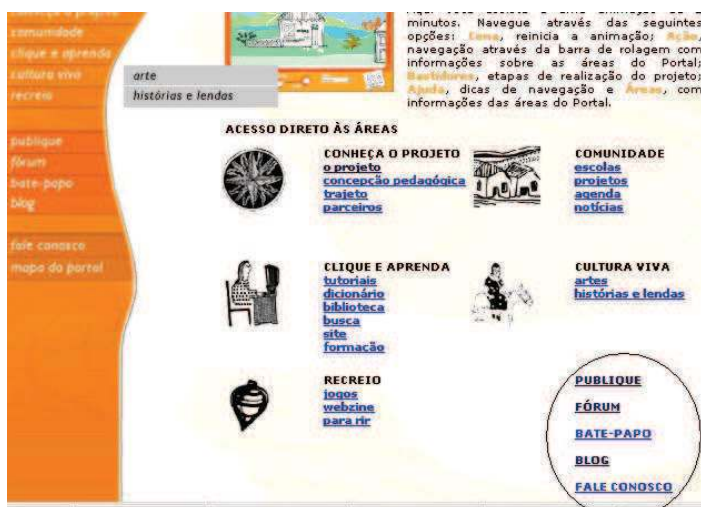 conheça o projeto
comunidade
clique e aprenda
cultura viva
recreio
publique
fórum
bate-papo
blog
fale conosco
mapa do portal
arte
histórias e lendas
minutos. Navegue através das seguintes
opções: Cena, reinicia a animação; Ação,
navegação através da barra de rolagem com
informações sobre as áreas do Portal;
Bastidores, etapas de realização do projeto;
Ajuda, dicas de navegação e Áreas, com
informações das áreas do Portal.
ACESSO DIRETO ÀS ÁREAS
CONHEÇA O PROJETO
o projeto
concepção pedagógica
trajeto
parceiros
COMUNIDADE
escolas
projetos
agenda
notícias
CLIQUE E APRENDA
tutoriais
dicionário
biblioteca
busca
site
formação
CULTURA VIVA
artes
histórias e lendas
RECREIO
jogos
webzine
para rir
PUBLIQUE
FÓRUM
BATE-PAPO
BLOG
FALE CONOSCO